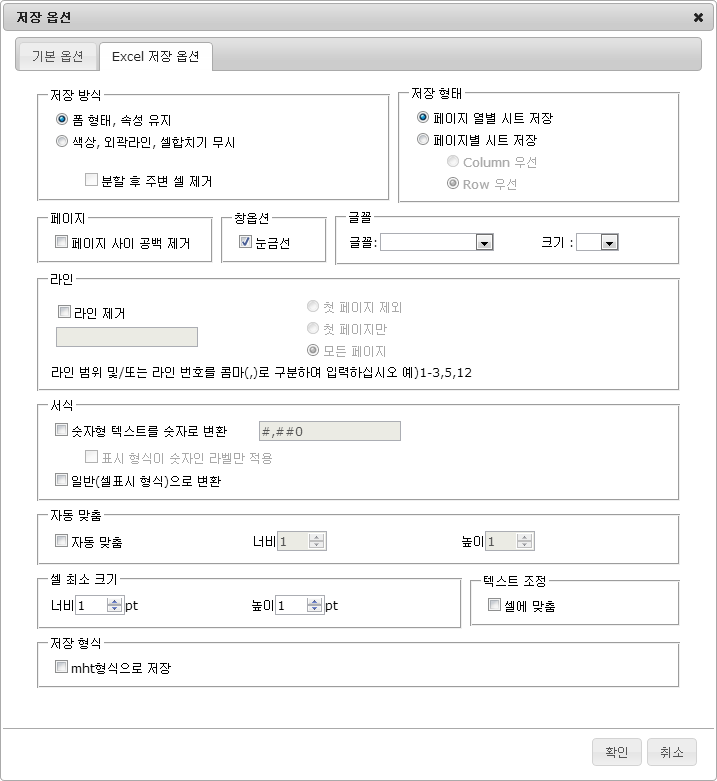 저장 옵션
기본 옵션
Excel 저장 옵션
저장 방식
폼 형태, 속성 유지
색상, 외곽라인, 셀합치기 무시
분할 후 주변 셀 제거
저장 형태
페이지 열별 시트 저장
페이지별 시트 저장
Column 우선
Row 우선
페이지
페이지 사이 공백 제거
창옵션
눈금선
글꼴
글꼴:
크기 :
라인
라인 제거
첫 페이지 제외
첫 페이지만
모든 페이지
라인 범위 및/또는 라인 번호를 콤마(,)로 구분하여 입력하십시오 예)1-3,5,12
서식
숫자형 텍스트를 숫자로 변환
#,##0
표시 형식이 숫자인 라벨만 적용
일반(셀표시 형식)으로 변환
자동 맞춤
자동 맞춤
너비 1
높이 1
셀 최소 크기
너비 1 pt
높이 1 pt
텍스트 조정
셀에 맞춤
저장 형식
mht형식으로 저장
확인
취소